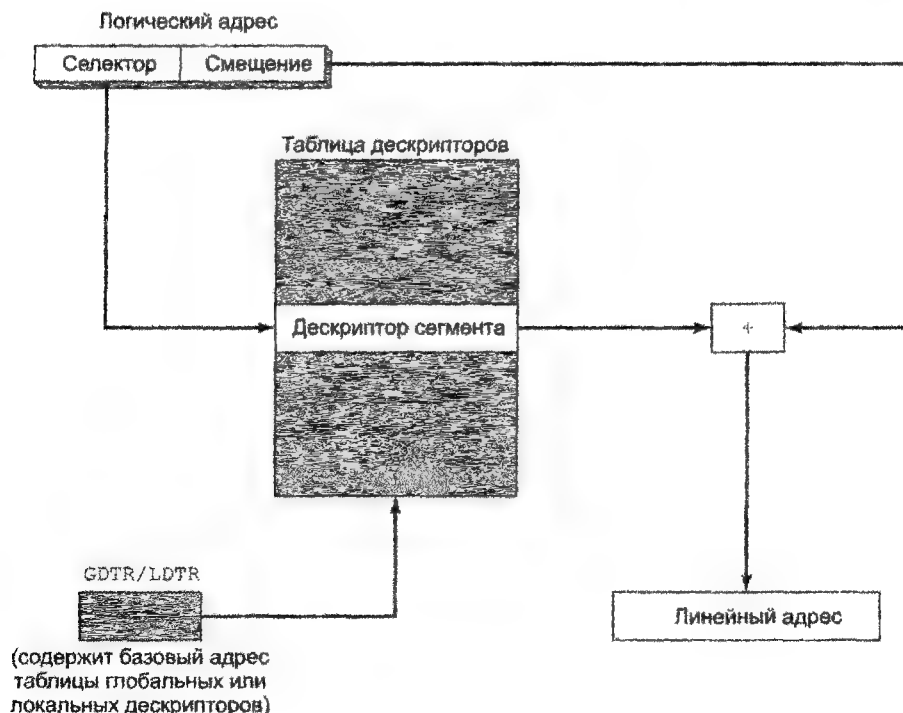 Логический адрес
Селектор
Смещение
Таблица дескрипторов
Дескриптор сегмента
+
GDTR/LDTR
(содержит базовый адрес
таблицы глобальных или
локальных дескрипторов)
Линейный адрес